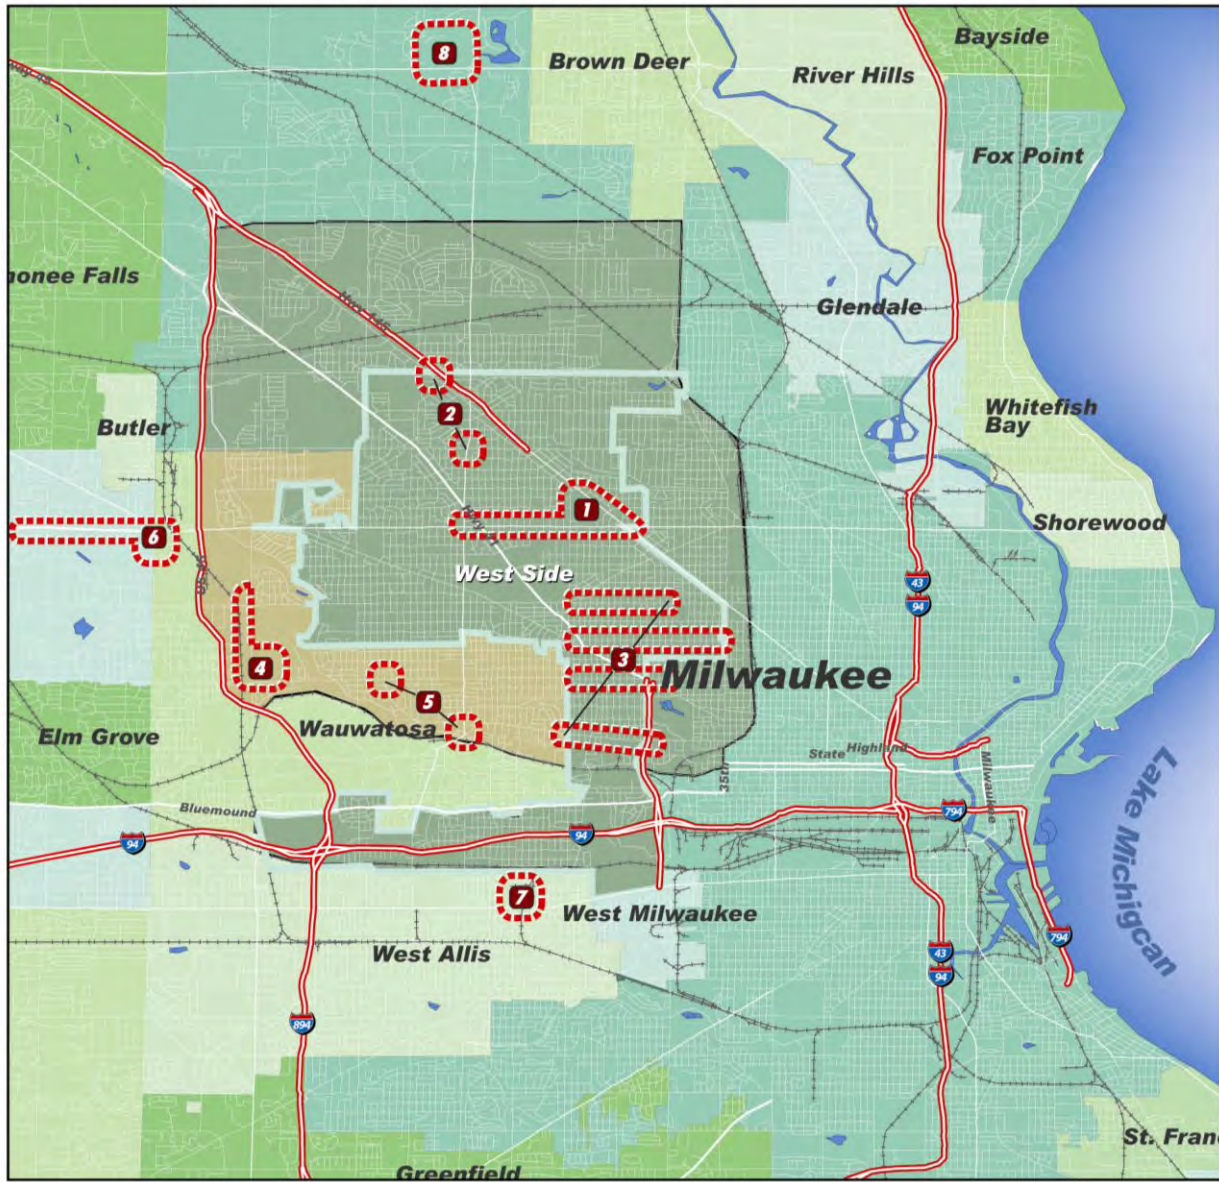 Bayside
8
Brown Deer
River Hills
Fox Point
nonee Falls
Glendale
Butler
2
Whitefish
Bay
1
Shorewood
6
West Side
43
94
3
Milwaukee
4
5
Wauwatosa
Elm Grove
State
Highland
Milwaukee
35th
Bluemound
94
94
794
Lake Michigcan
7
West Milwaukee
West Allis
794
43
94
894
St. Fran
Greenfield